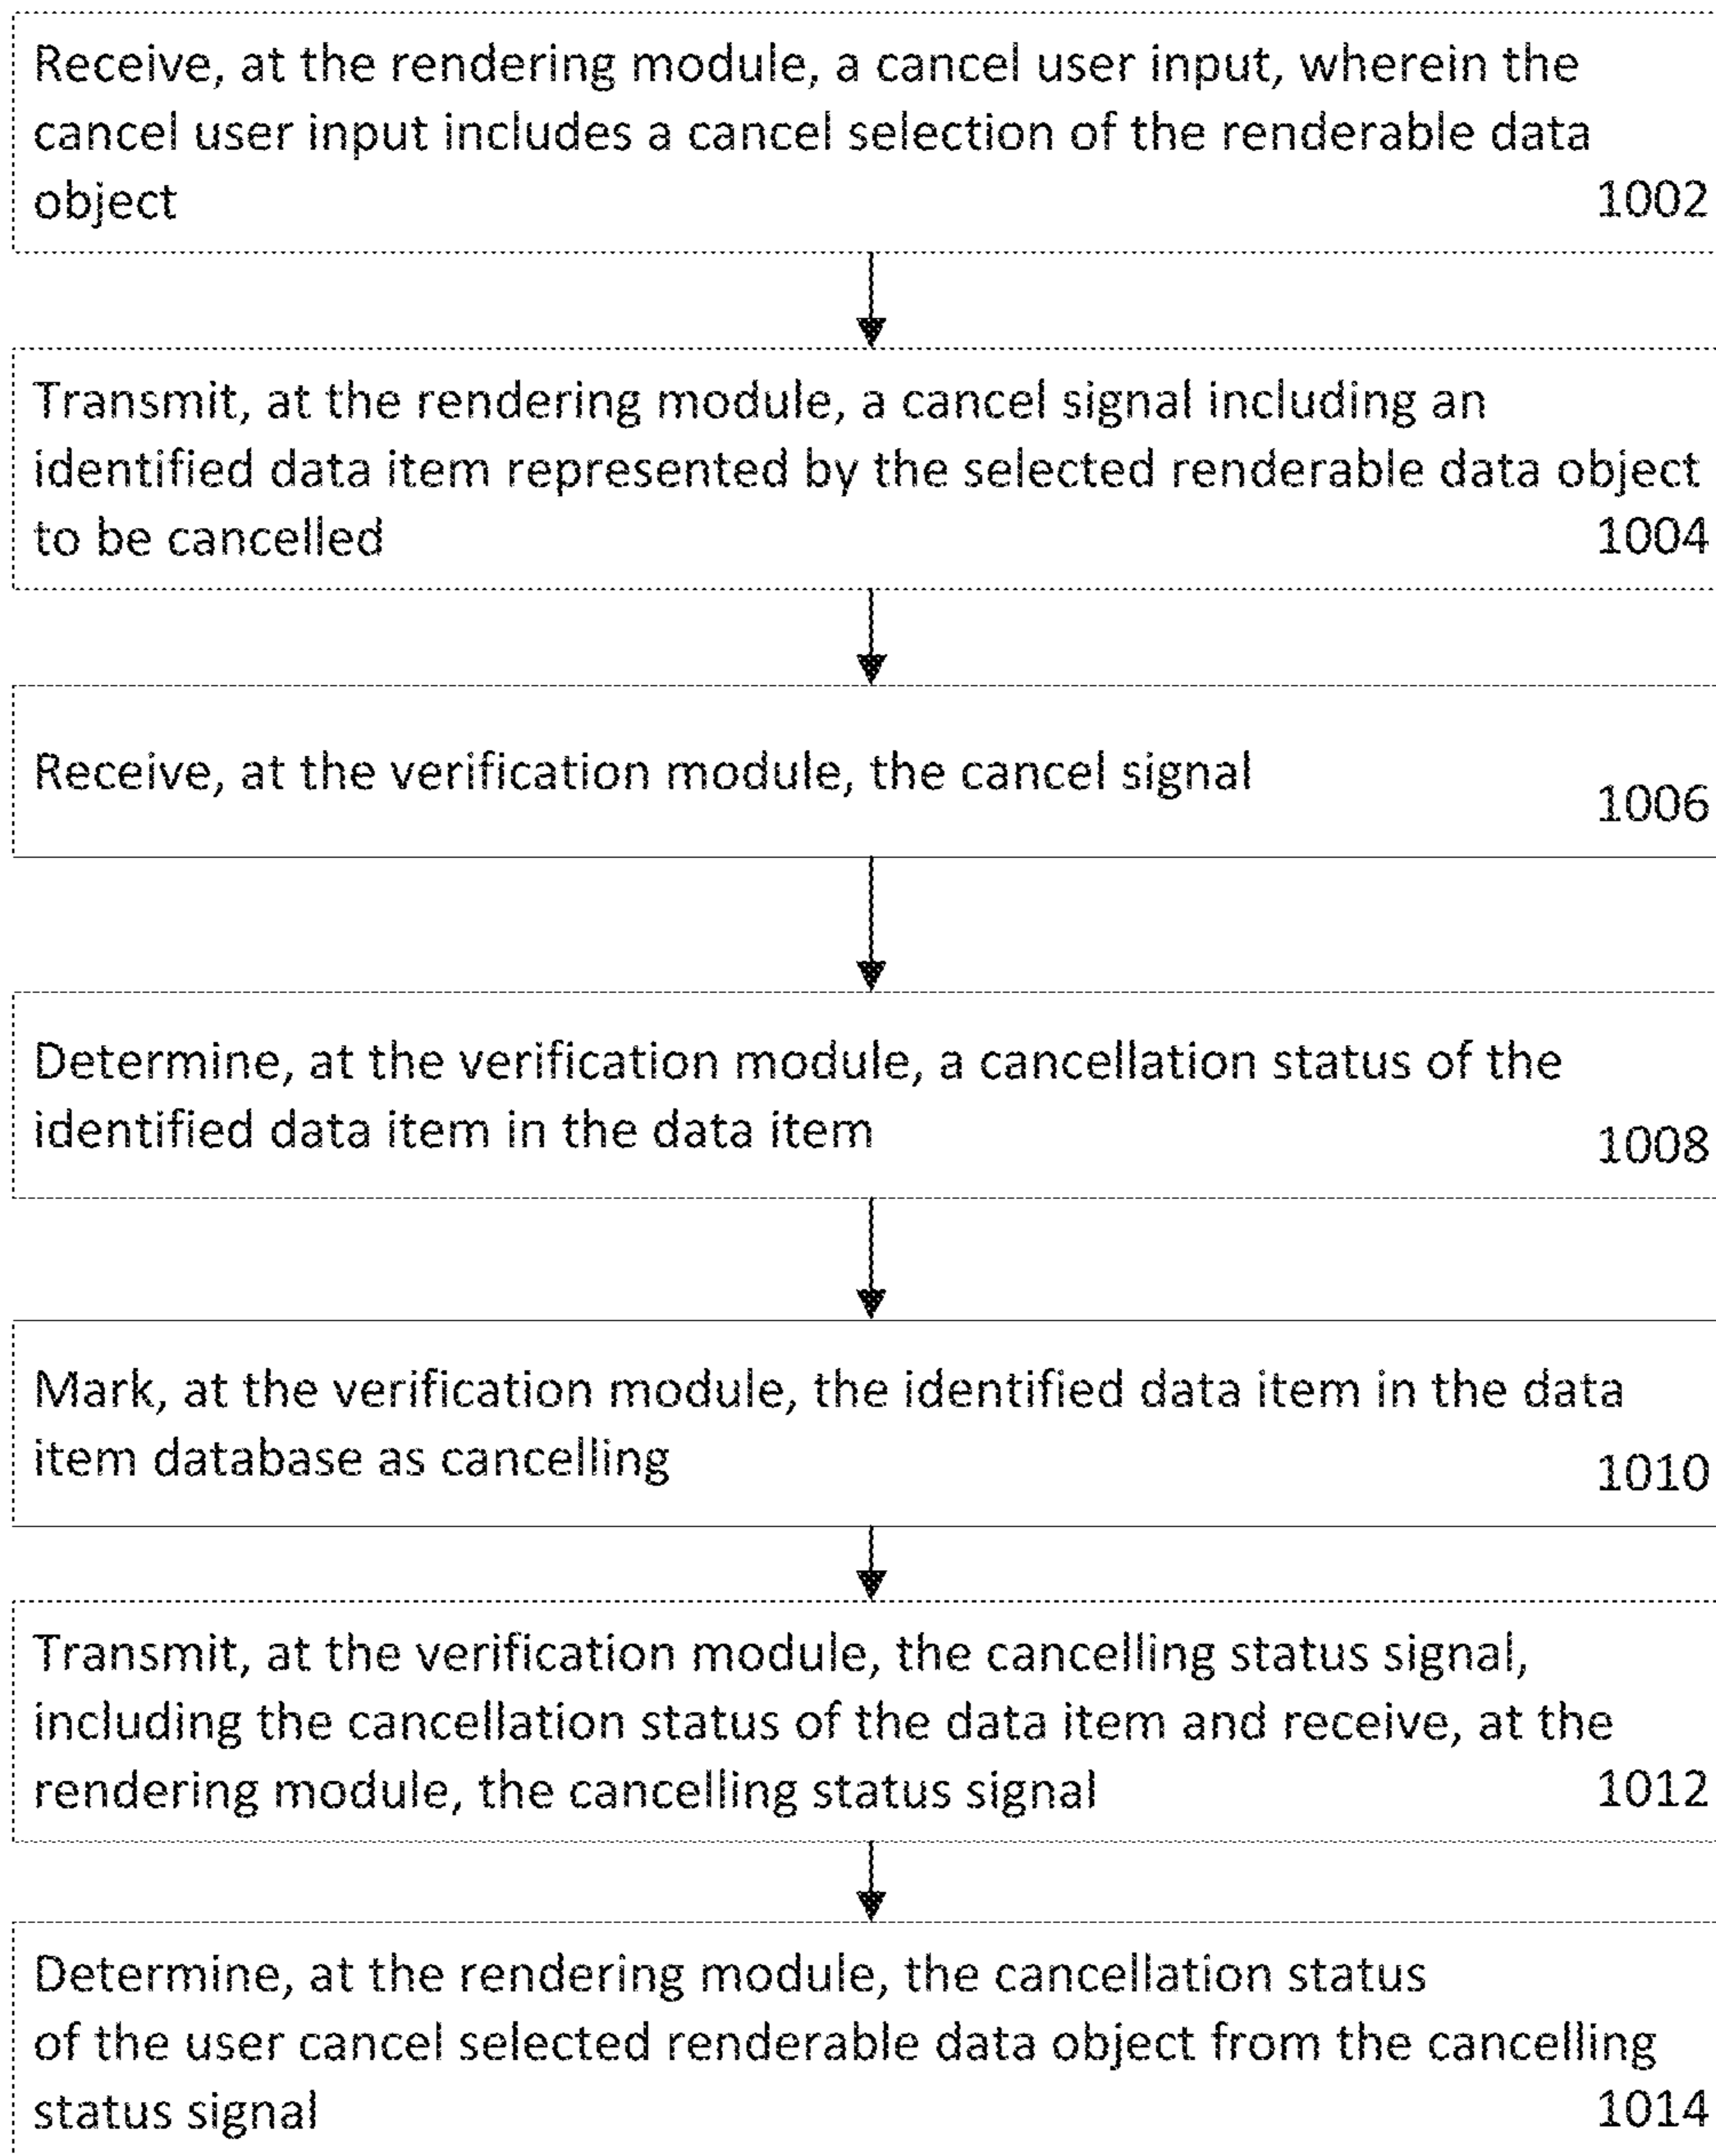 Receive, at the rendering module, a cancel user input, wherein the
cancel user input includes a cancel selection of the renderable data
object
1002
Transmit, at the rendering module, a cancel signal including an
identified data item represented by the selected renderable data object
to be cancelled
1004
Receive, at the verification module, the cancel signal
1006
Determine, at the verification module, a cancellation status of the
identified data item in the data item
1008
Mark, at the verification module, the identified data item in the data
item database as cancelling
1010
Transmit, at the verification module, the cancelling status signal,
including the cancellation status of the data item and receive, at the
rendering module, the cancelling status signal
1012
Determine, at the rendering module, the cancellation status
of the user cancel selected renderable data object from the cancelling
status signal
1014